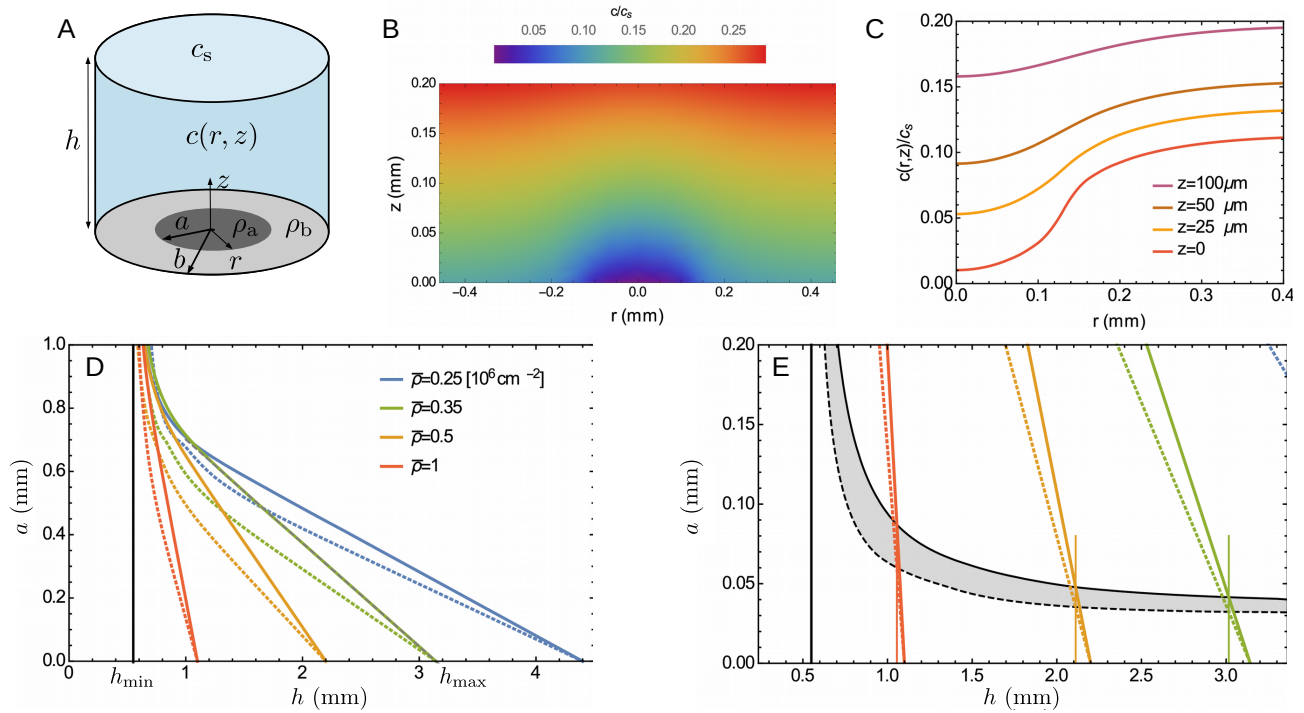 A
c_s
h
c(r, z)
z
a
ρ_a
ρ_b
b
r
B
c/c_s
0.05 0.10 0.15 0.20 0.25
z (mm)
0.20
0.15
0.10
0.05
0.00
−0.4 −0.2 0.0 0.2 0.4
r (mm)
C
c(r,z)/c_s
0.20
0.15
0.10
0.05
0.00
z=100μm
z=50 μm
z=25 μm
z=0
0.0 0.1 0.2 0.3 0.4
r (mm)
D
a (mm)
1.0
0.8
0.6
0.4
0.2
0.0
ρ̅=0.25 [10⁶cm⁻²]
ρ̅=0.35
ρ̅=0.5
ρ̅=1
0 1 2 3 4
h_min
h_max
h (mm)
E
a (mm)
0.20
0.15
0.10
0.05
0.00
0.5 1.0 1.5 2.0 2.5 3.0
h (mm)